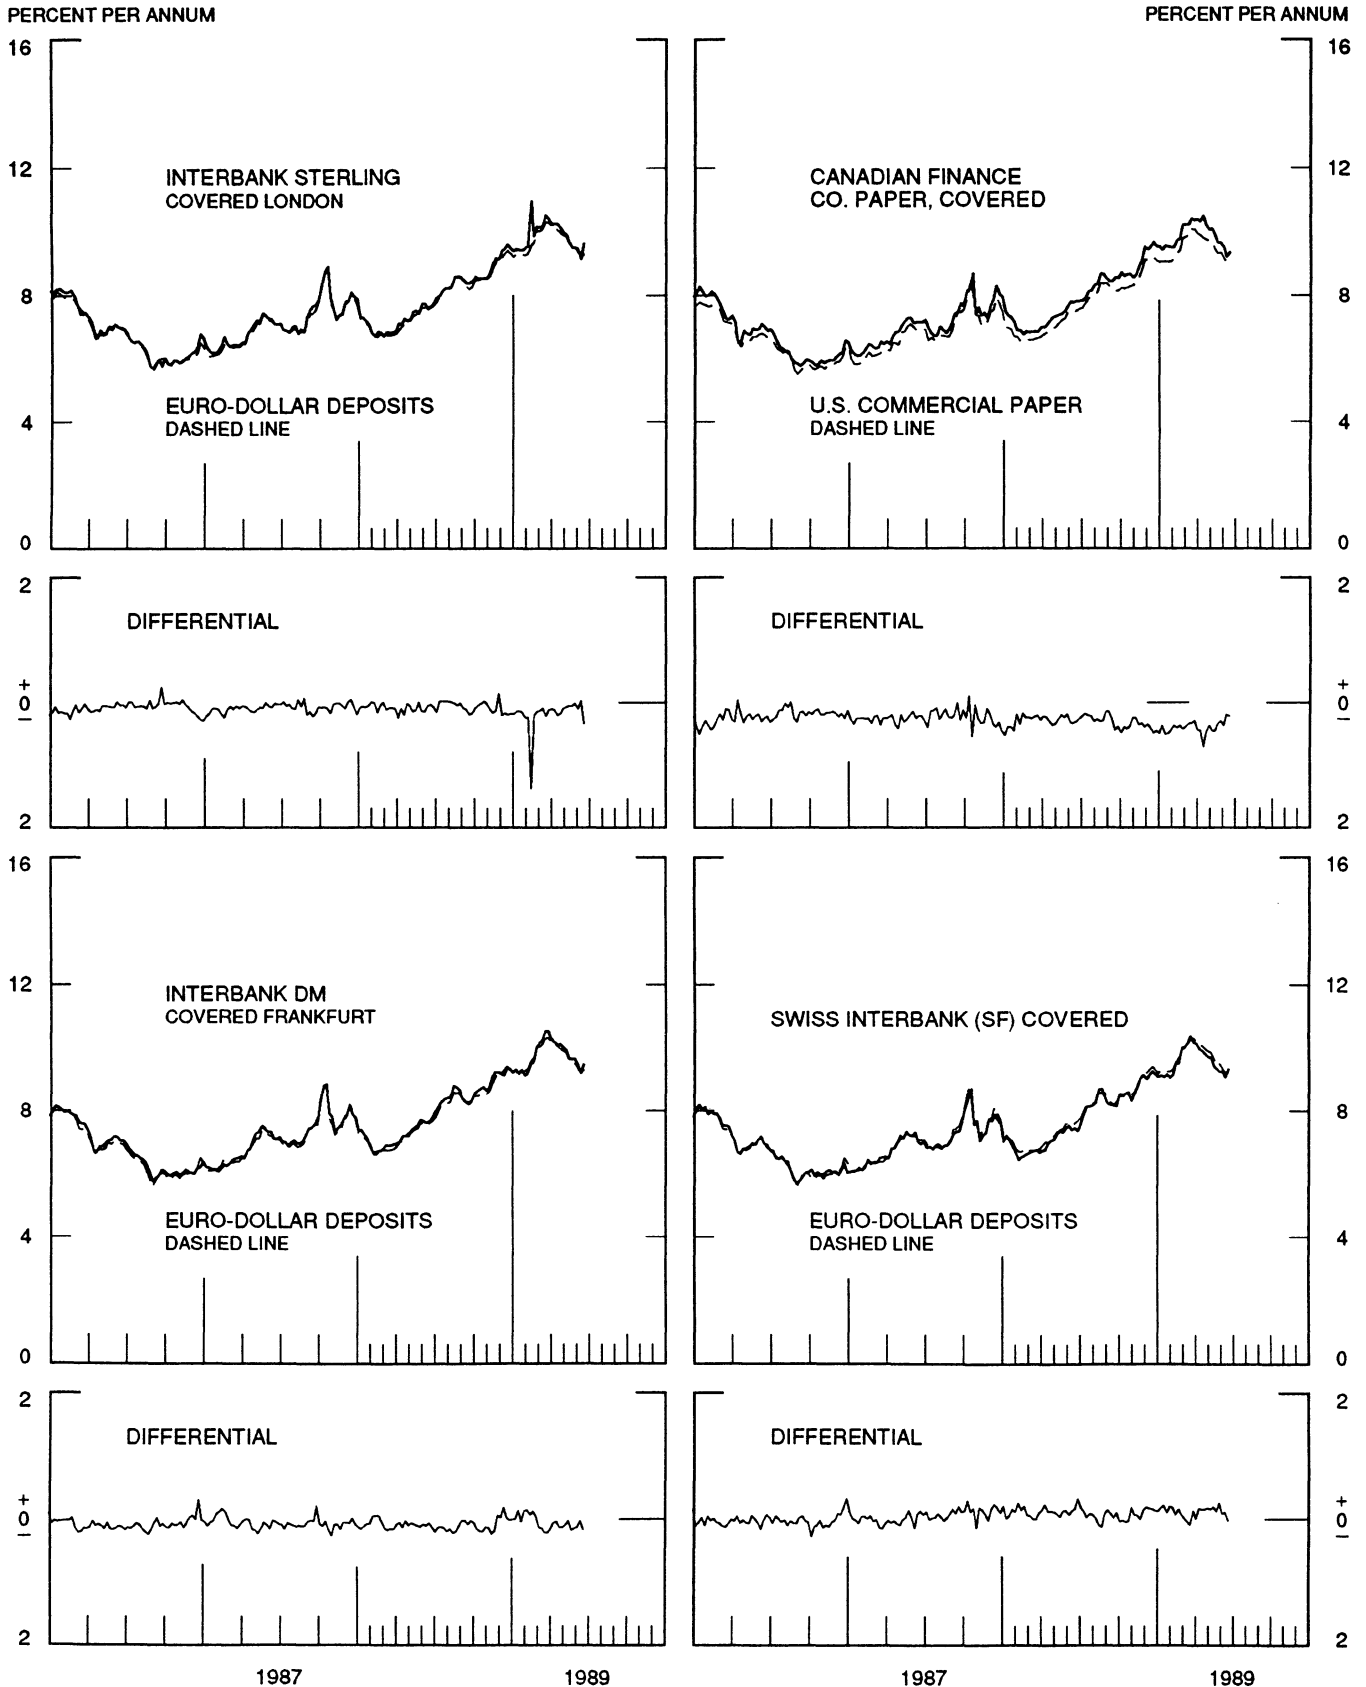 PERCENT PER ANNUM
PERCENT PER ANNUM
16
12
8
4
0
INTERBANK STERLING
COVERED LONDON
EURO-DOLLAR DEPOSITS
DASHED LINE
16
12
8
4
0
CANADIAN FINANCE
CO. PAPER, COVERED
U.S. COMMERCIAL PAPER
DASHED LINE
2
+
0
–
2
DIFFERENTIAL
2
+
0
–
2
DIFFERENTIAL
16
12
8
4
0
INTERBANK DM
COVERED FRANKFURT
EURO-DOLLAR DEPOSITS
DASHED LINE
16
12
8
4
0
SWISS INTERBANK (SF) COVERED
EURO-DOLLAR DEPOSITS
DASHED LINE
2
+
0
–
2
DIFFERENTIAL
2
+
0
–
2
DIFFERENTIAL
1987
1989
1987
1989